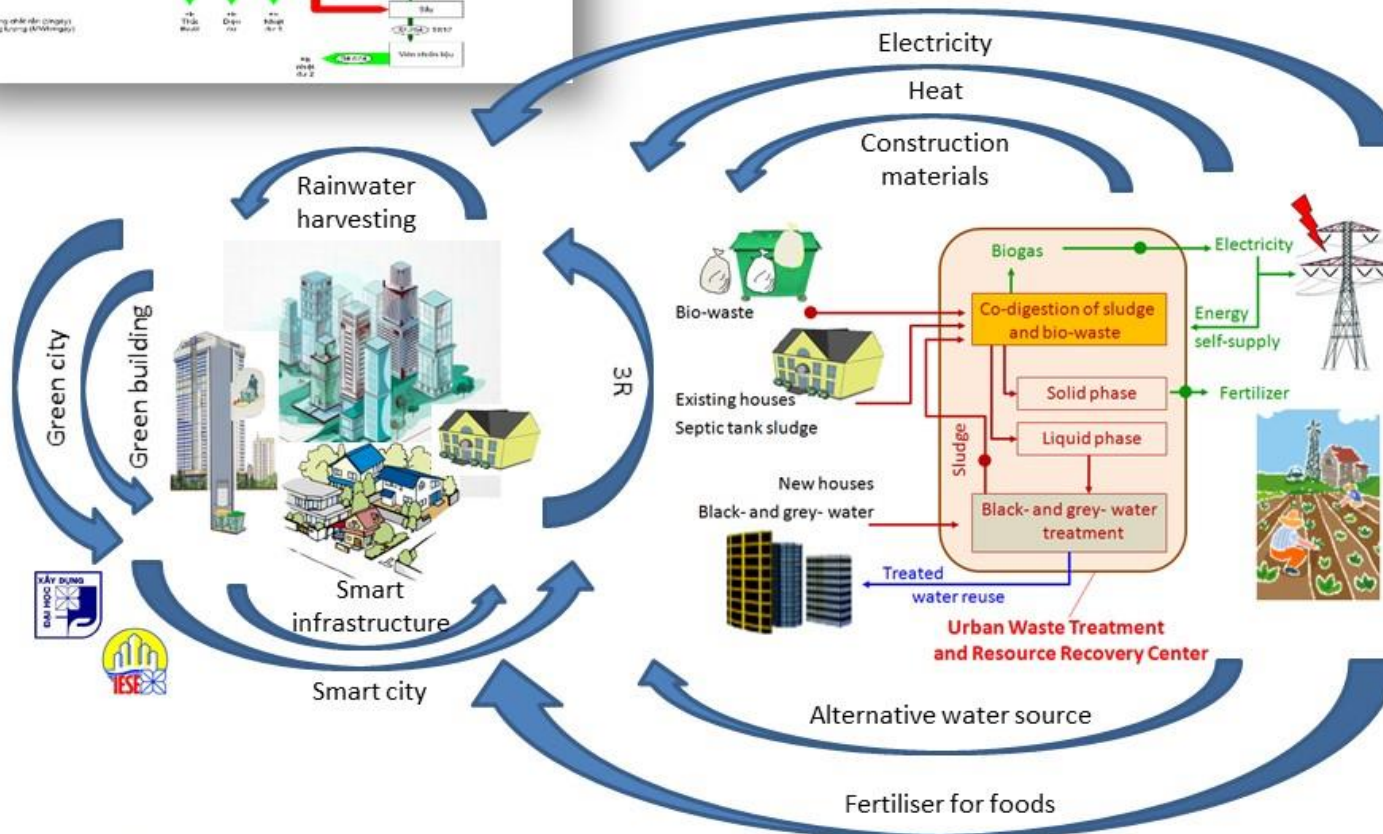 Electricity
Heat
Construction
materials
Rainwater
harvesting
Green city
Green building
3R
Smart
infrastructure
Smart city
XÂY DỰNG
ĐẠI HỌC
IESE
Bio-waste
Existing houses
Septic tank sludge
New houses
Black- and grey- water
Biogas
Co-digestion of sludge
and bio-waste
Solid phase
Liquid phase
Sludge
Black- and grey- water
treatment
Electricity
Energy
self-supply
Fertilizer
Treated
water reuse
Urban Waste Treatment
and Resource Recovery Center
Alternative water source
Fertiliser for foods